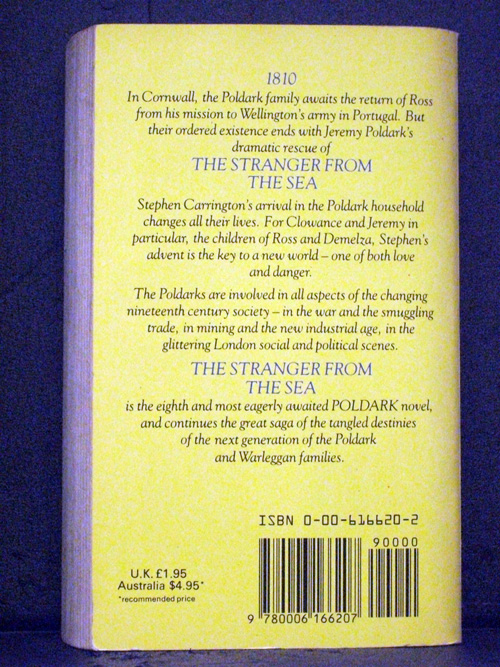 1810
In Cornwall, the Poldark family awaits the return of Ross
from his mission to Wellington's army in Portugal. But
their ordered existence ends with Jeremy Poldark's
dramatic rescue of
THE STRANGER FROM
THE SEA
Stephen Carrington's arrival in the Poldark household
changes all their lives. For Clowance and Jeremy in
particular, the children of Ross and Demelza, Stephen's
advent is the key to a new world – one of both love
and danger.
The Poldarks are involved in all aspects of the changing
nineteenth century society – in the war and the smuggling
trade, in mining and the new industrial age, in the
glittering London social and political scenes.
THE STRANGER FROM
THE SEA
is the eighth and most eagerly awaited POLDARK novel,
and continues the great saga of the tangled destinies
of the next generation of the Poldark
and Warleggan families.
ISBN 0-00-616620-2
90000
U.K. £1.95
Australia $4.95*
*recommended price
9 780006 166207